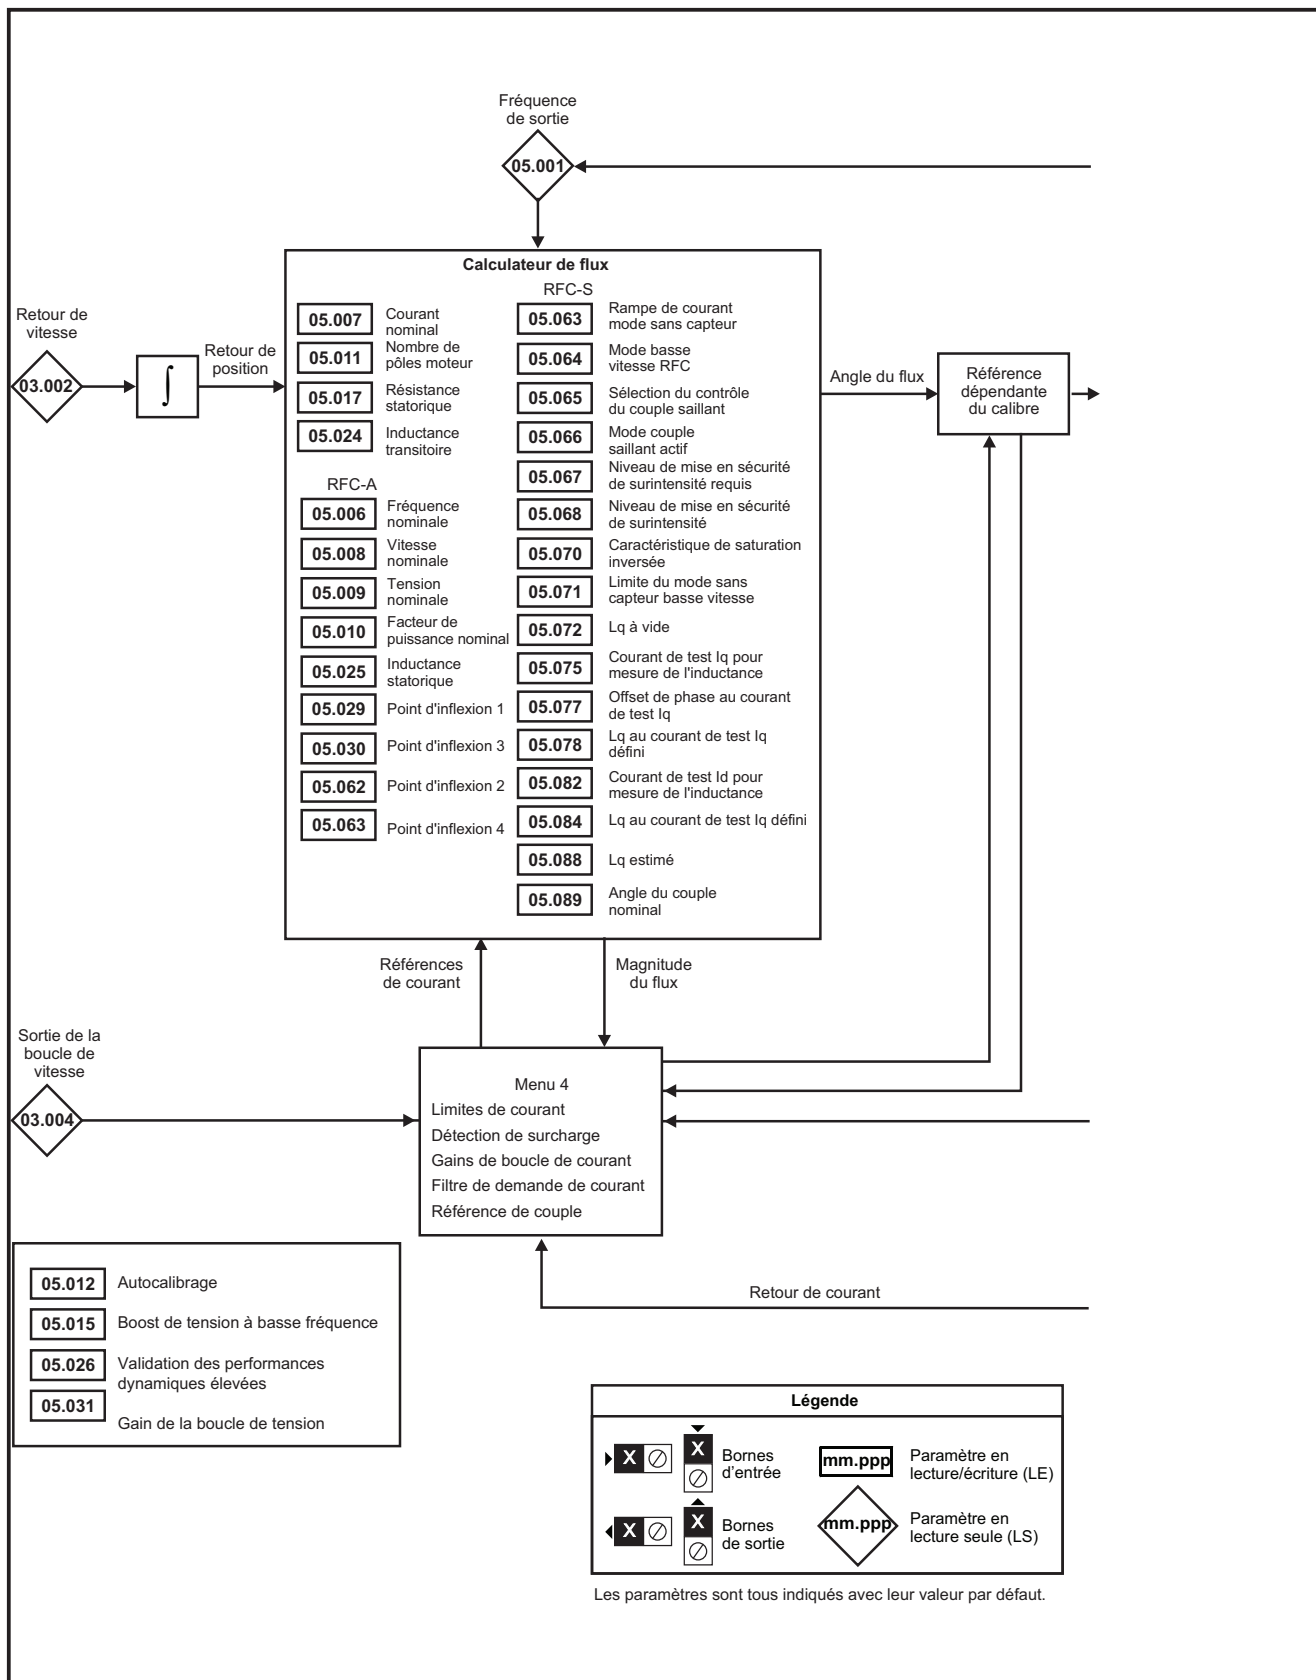 Fréquence
de sortie
05.001
Calculateur de flux
Retour de
vitesse
03.002
∫
Retour de
position
05.007
Courant
nominal
05.011
Nombre de
pôles moteur
05.017
Résistance
statorique
05.024
Inductance
transitoire
RFC-A
05.006
Fréquence
nominale
05.008
Vitesse
nominale
05.009
Tension
nominale
05.010
Facteur de
puissance nominal
05.025
Inductance
statorique
05.029
Point d'inflexion 1
05.030
Point d'inflexion 3
05.062
Point d'inflexion 2
05.063
Point d'inflexion 4
RFC-S
05.063
Rampe de courant
mode sans capteur
05.064
Mode basse
vitesse RFC
05.065
Sélection du contrôle
du couple saillant
05.066
Mode couple
saillant actif
05.067
Niveau de mise en sécurité
de surintensité requis
05.068
Niveau de mise en sécurité
de surintensité
05.070
Caractéristique de saturation
inversée
05.071
Limite du mode sans
capteur basse vitesse
05.072
Lq à vide
05.075
Courant de test Iq pour
mesure de l'inductance
05.077
Offset de phase au courant
de test Iq
05.078
Lq au courant de test Iq
défini
05.082
Courant de test Id pour
mesure de l'inductance
05.084
Lq au courant de test Iq défini
05.088
Lq estimé
05.089
Angle du couple
nominal
Angle du flux
Référence
dépendante
du calibre
Références
de courant
Magnitude
du flux
Sortie de la
boucle de
vitesse
03.004
Menu 4
Limites de courant
Détection de surcharge
Gains de boucle de courant
Filtre de demande de courant
Référence de couple
Retour de courant
05.012
Autocalibrage
05.015
Boost de tension à basse fréquence
05.026
Validation des performances
dynamiques élevées
05.031
Gain de la boucle de tension
Légende
X
X
Bornes
d'entrée
mm.ppp
Paramètre en
lecture/écriture (LE)
X
X
Bornes
de sortie
mm.ppp
Paramètre en
lecture seule (LS)
Les paramètres sont tous indiqués avec leur valeur par défaut.